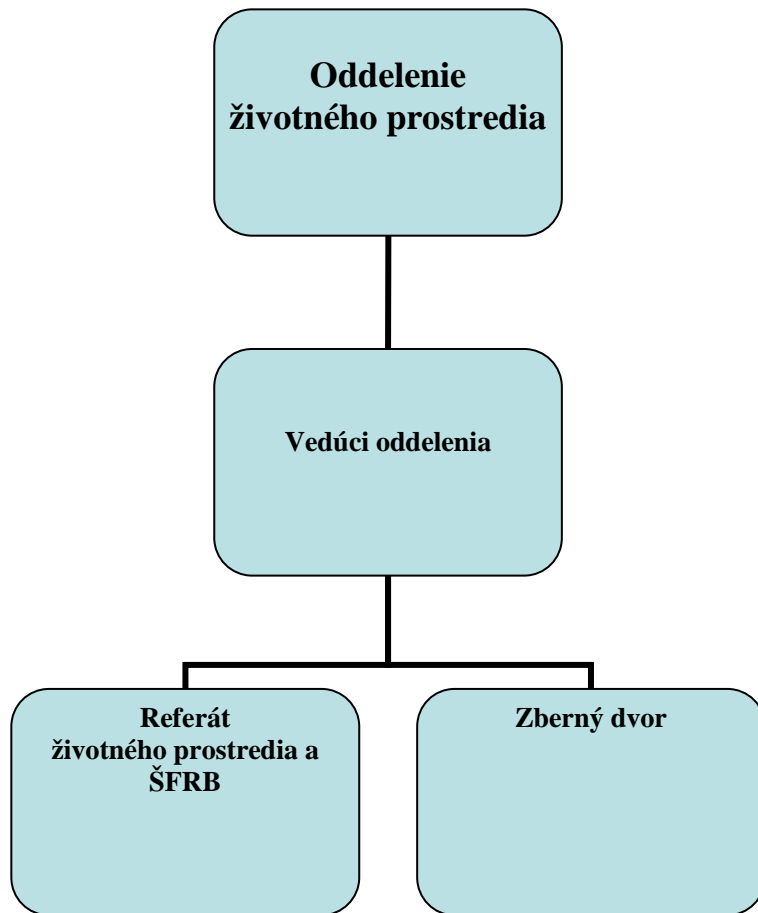 Oddelenie
životného prostredia
Vedúci oddelenia
Referát
životného prostredia a
ŠFRB
Zberný dvor